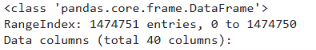 <class 'pandas.core.frame.DataFrame'>
RangeIndex: 1474751 entries, 0 to 1474750
Data columns (total 40 columns):